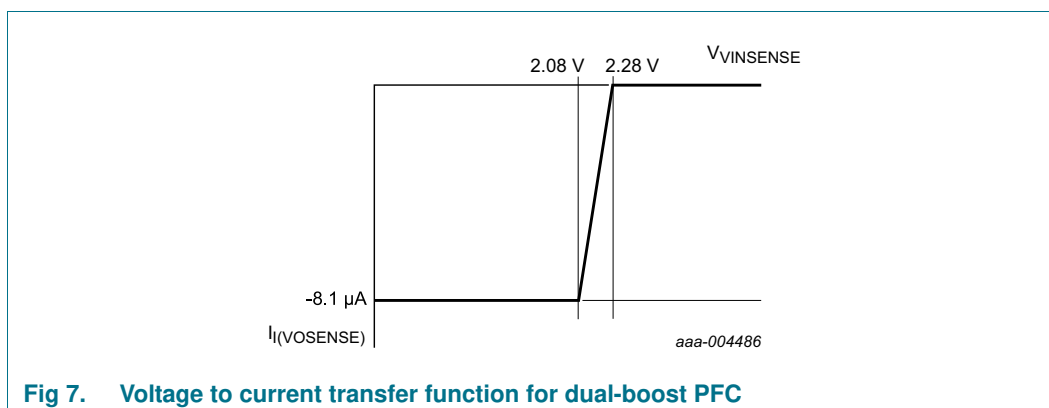 2.08 V
2.28 V
VVINSENSE
-8.1 μA
II(VOSENSE)
aaa-004486
Fig 7. Voltage to current transfer function for dual-boost PFC